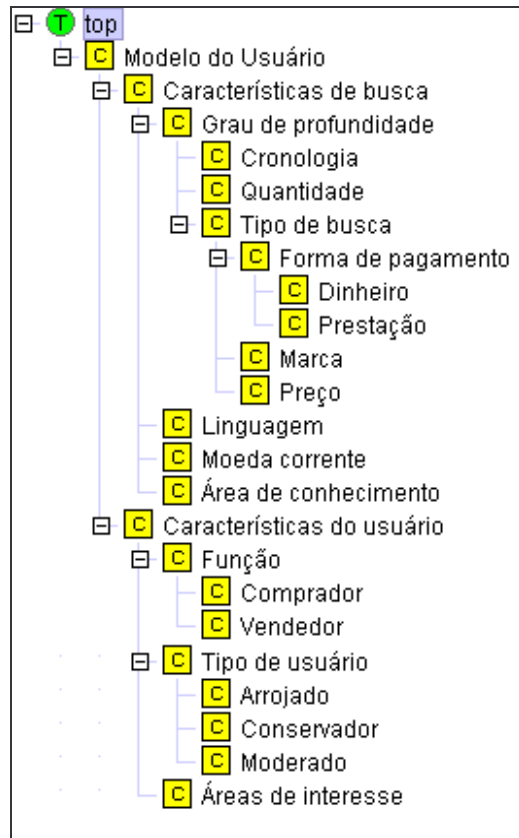 T top
C Modelo do Usuário
C Características de busca
C Grau de profundidade
C Cronologia
C Quantidade
C Tipo de busca
C Forma de pagamento
C Dinheiro
C Prestação
C Marca
C Preço
C Linguagem
C Moeda corrente
C Área de conhecimento
C Características do usuário
C Função
C Comprador
C Vendedor
C Tipo de usuário
C Arrojado
C Conservador
C Moderado
C Áreas de interesse